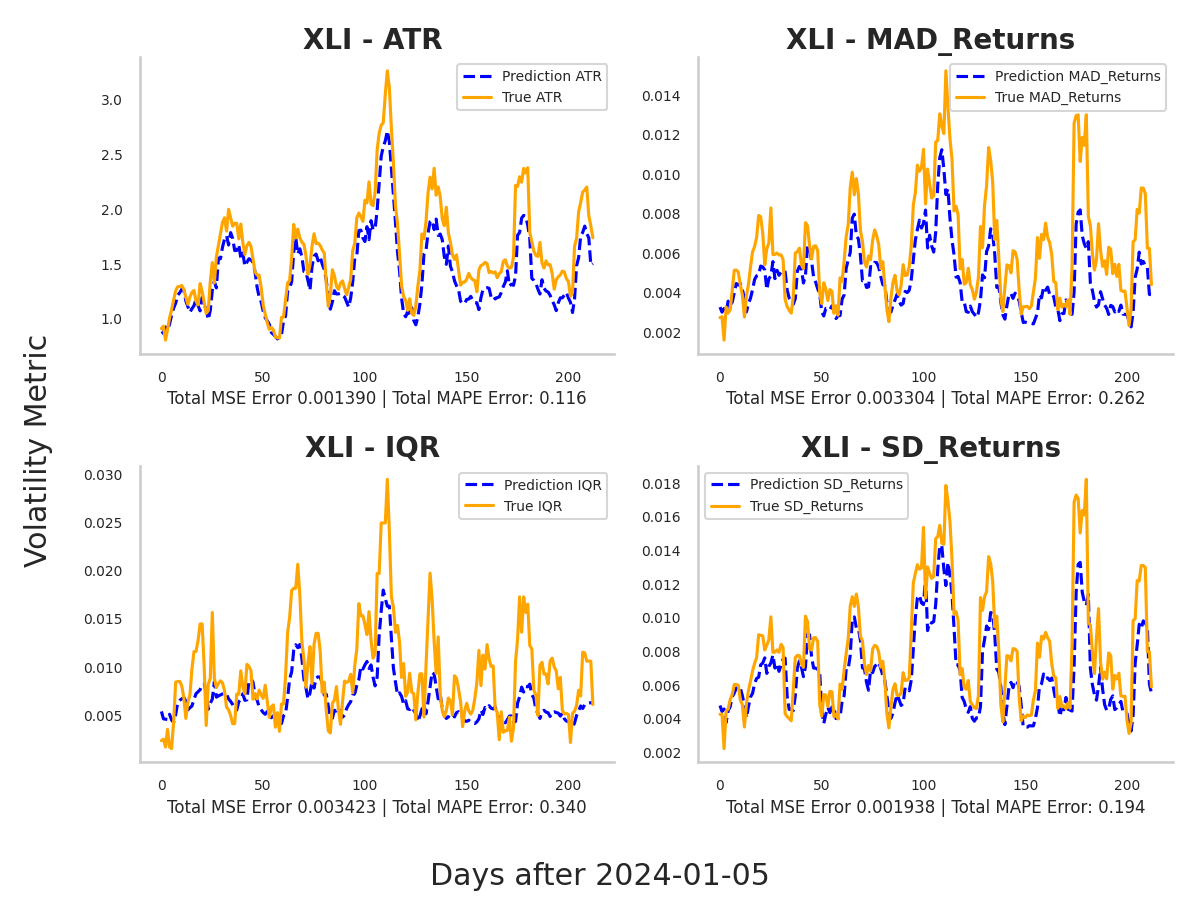 Volatility Metric
XLI - ATR
Prediction ATR
True ATR
3.0
2.5
2.0
1.5
1.0
0 50 100 150 200
Total MSE Error 0.001390 | Total MAPE Error: 0.116
XLI - MAD_Returns
Prediction MAD_Returns
True MAD_Returns
0.014
0.012
0.010
0.008
0.006
0.004
0.002
0 50 100 150 200
Total MSE Error 0.003304 | Total MAPE Error: 0.262
XLI - IQR
Prediction IQR
True IQR
0.030
0.025
0.020
0.015
0.010
0.005
0 50 100 150 200
Total MSE Error 0.003423 | Total MAPE Error: 0.340
XLI - SD_Returns
Prediction SD_Returns
True SD_Returns
0.018
0.016
0.014
0.012
0.010
0.008
0.006
0.004
0.002
0 50 100 150 200
Total MSE Error 0.001938 | Total MAPE Error: 0.194
Days after 2024-01-05